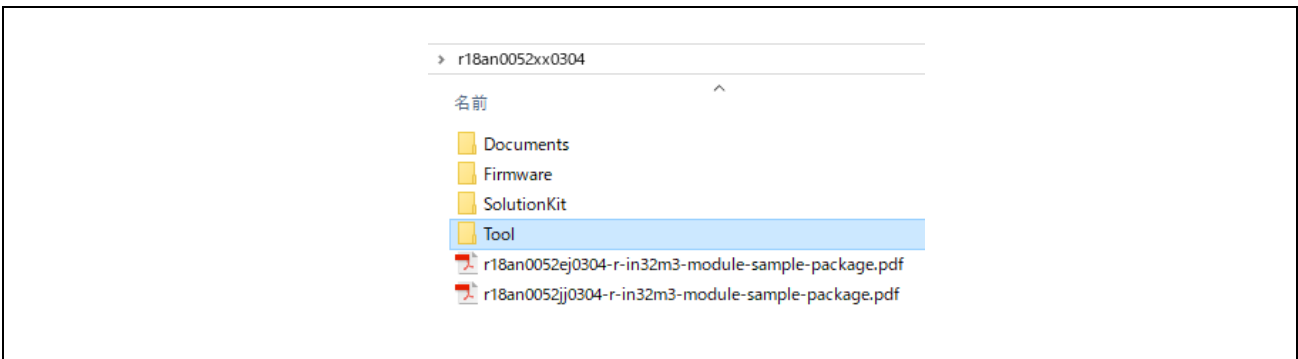 r18an0052xx0304
名前
Documents
Firmware
SolutionKit
Tool
r18an0052ej0304-r-in32m3-module-sample-package.pdf
r18an0052jj0304-r-in32m3-module-sample-package.pdf